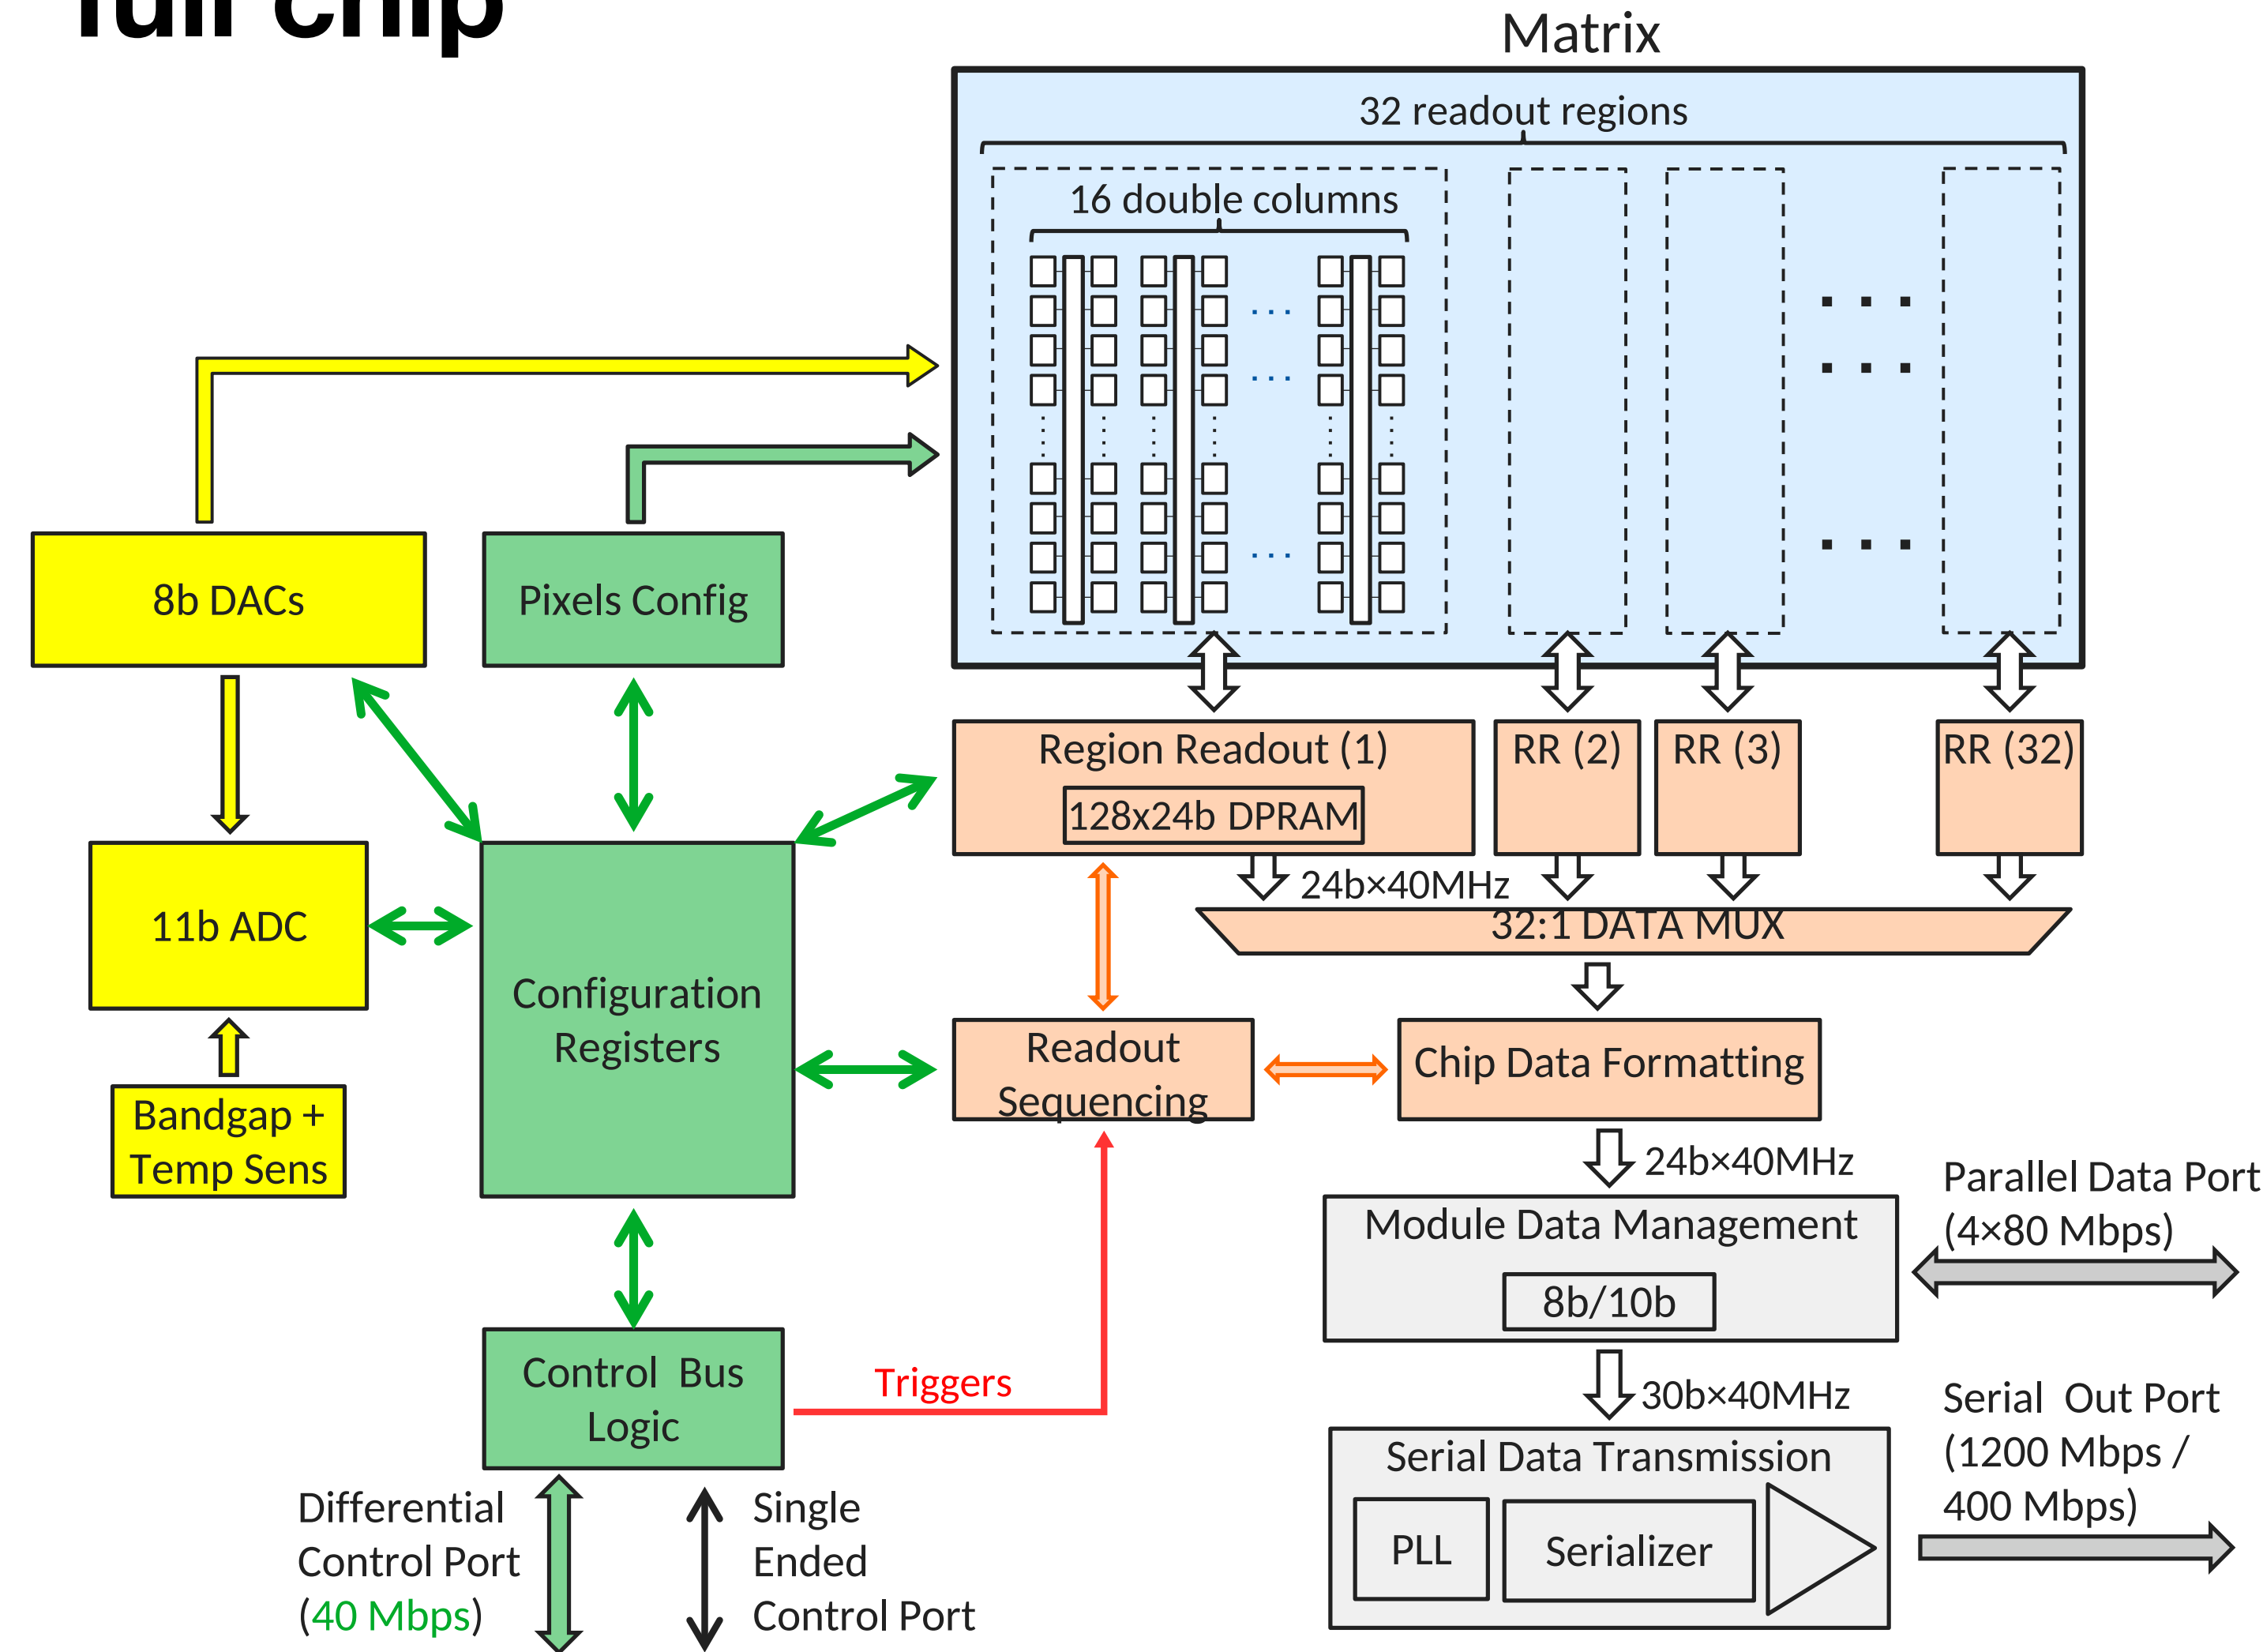 full chip
Matrix
32 readout regions
16 double columns
8b DACs
Pixels Config
Region Readout (1)
128x24b DPRAM
RR (2)
RR (3)
RR (32)
24b×40MHz
32:1 DATA MUX
11b ADC
Configuration
Registers
Bandgap +
Temp Sens
Readout
Sequencing
Chip Data Formatting
24b×40MHz
Module Data Management
8b/10b
Parallel Data Port
(4×80 Mbps)
30b×40MHz
Control Bus
Logic
Triggers
Serial Data Transmission
PLL
Serializer
Serial Out Port
(1200 Mbps /
400 Mbps)
Differential
Control Port
(40 Mbps)
Single
Ended
Control Port